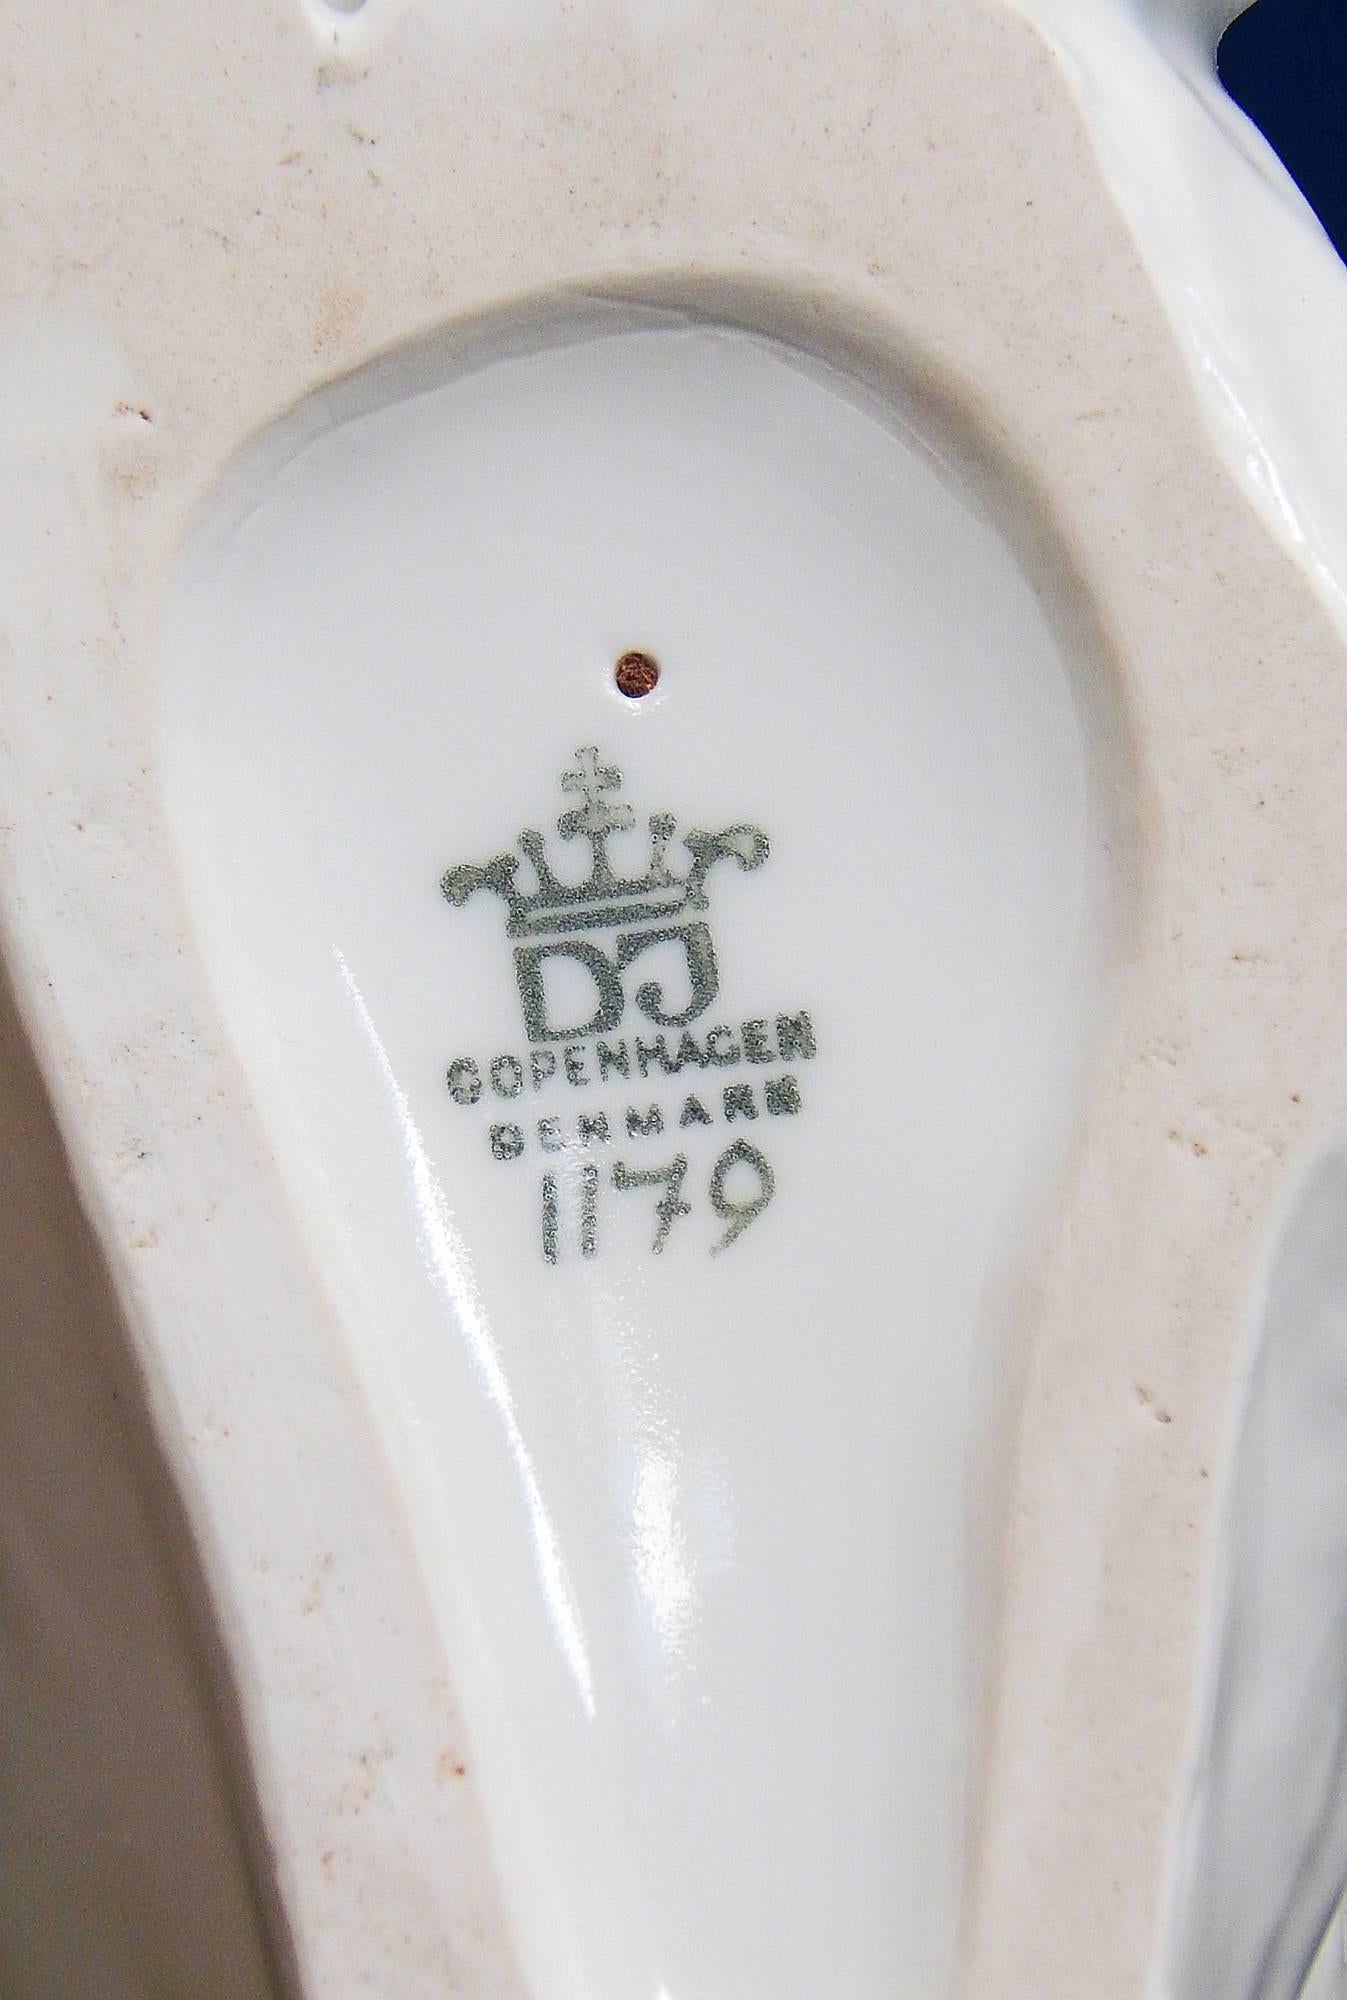 DJ
COPENHAGEN
DENMARK
1179